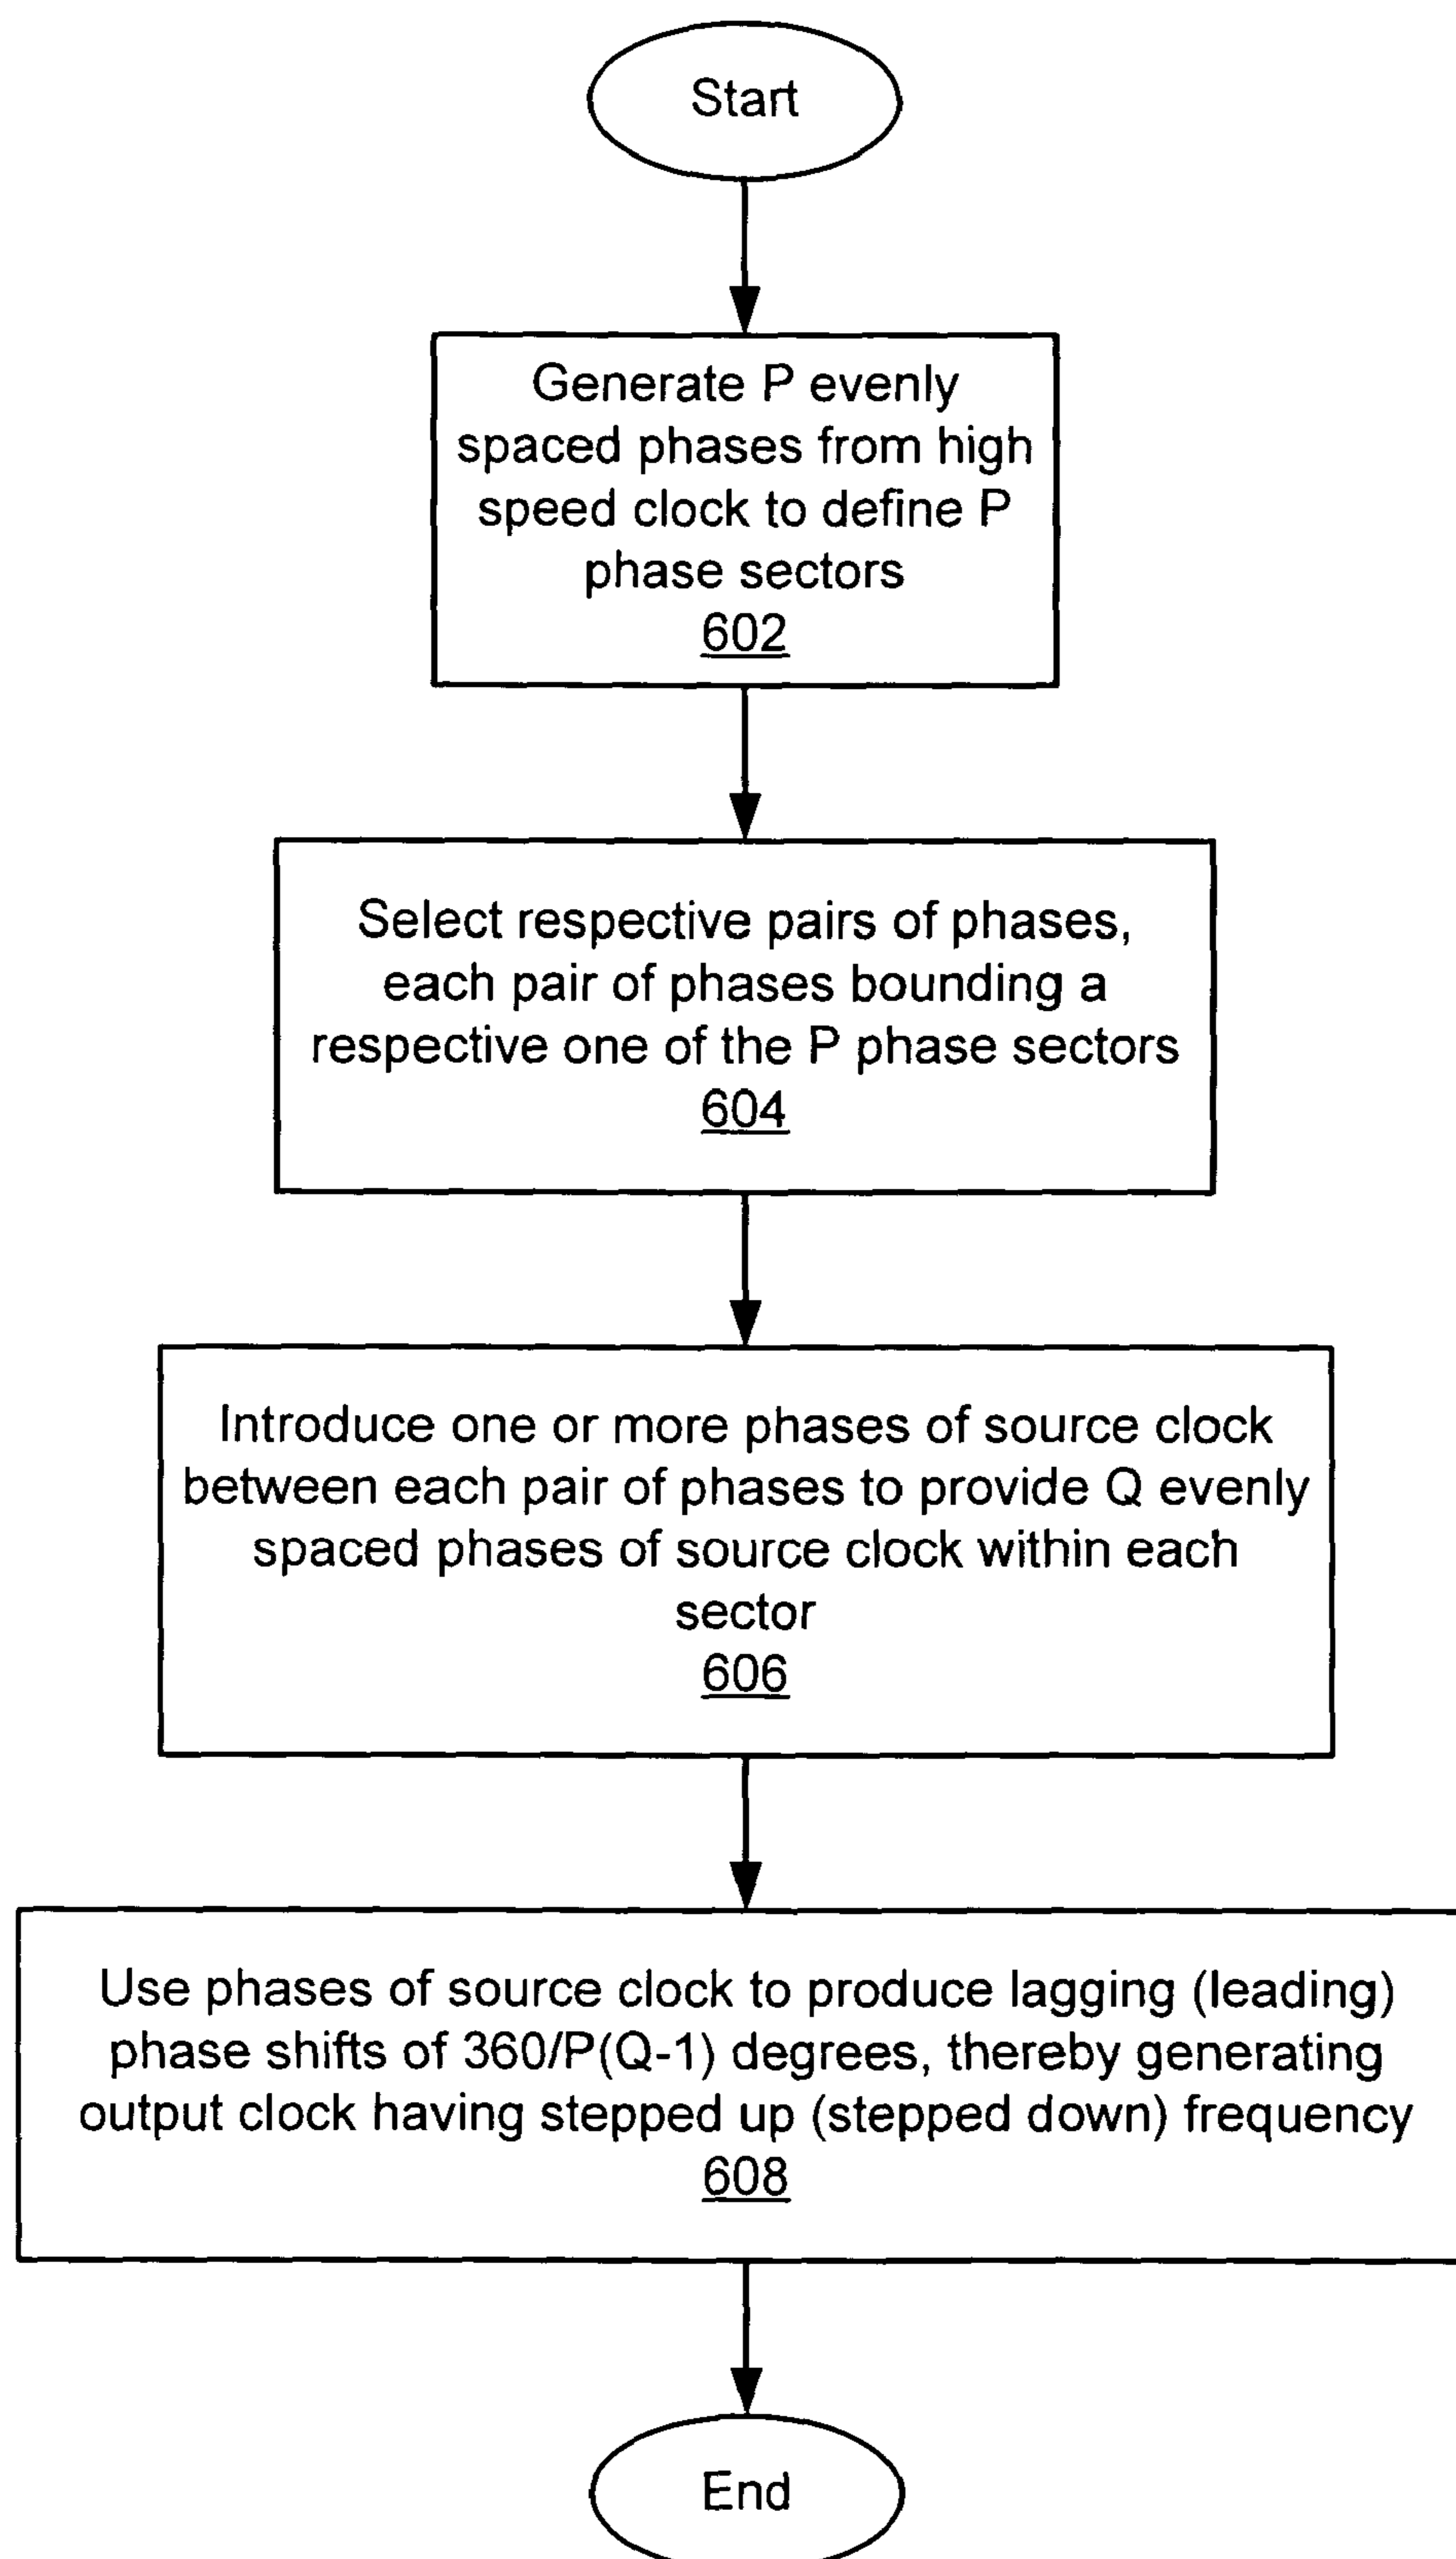 Start
Generate P evenly
spaced phases from high
speed clock to define P
phase sectors
602
Select respective pairs of phases,
each pair of phases bounding a
respective one of the P phase sectors
604
Introduce one or more phases of source clock
between each pair of phases to provide Q evenly
spaced phases of source clock within each
sector
606
Use phases of source clock to produce lagging (leading)
phase shifts of 360/P(Q-1) degrees, thereby generating
output clock having stepped up (stepped down) frequency
608
End